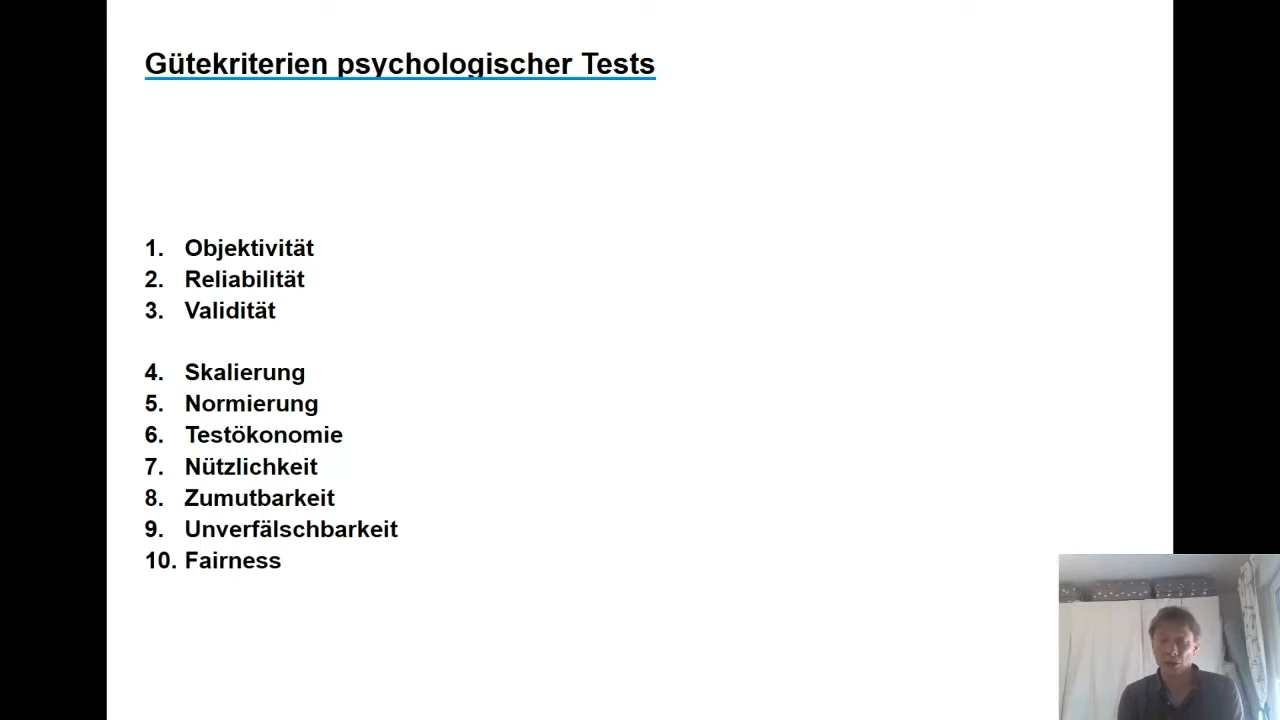 Gütekriterien psychologischer Tests
1. Objektivität
2. Reliabilität
3. Validität
4. Skalierung
5. Normierung
6. Testökonomie
7. Nützlichkeit
8. Zumutbarkeit
9. Unverfälschbarkeit
10. Fairness